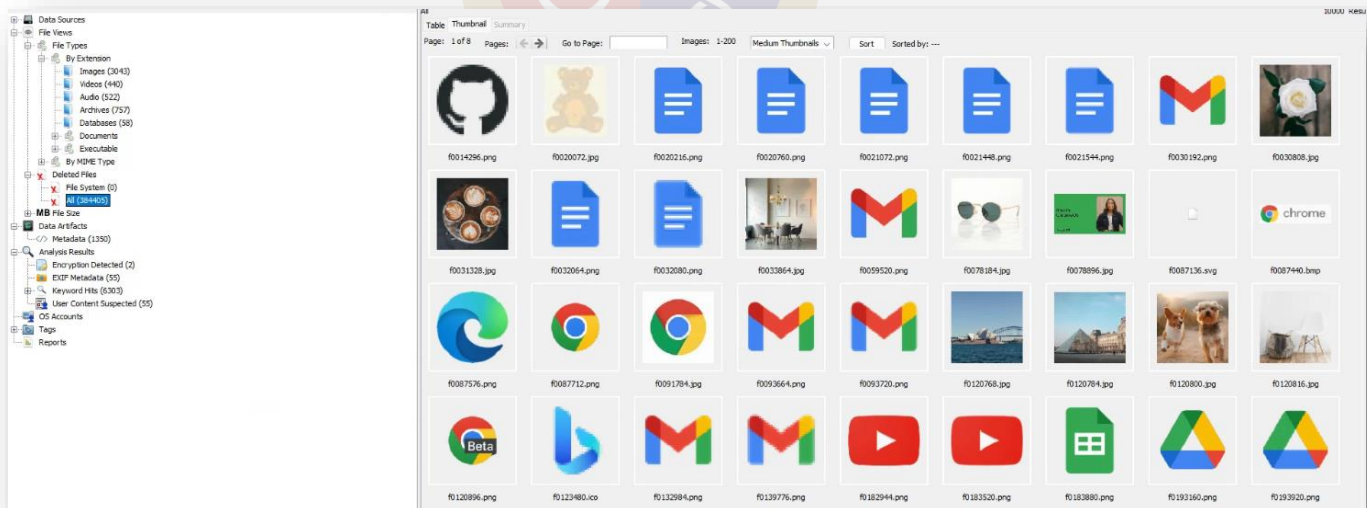 Data Sources
File Views
File Types
By Extension
Images (3043)
Videos (440)
Audio (522)
Archives (757)
Databases (58)
Documents
Executable
By MIME Type
Deleted Files
File System (0)
All (384405)
MB File Size
Data Artifacts
Metadata (1350)
Analysis Results
Encryption Detected (2)
EXIF Metadata (55)
Keyword Hits (6303)
User Content Suspected (55)
OS Accounts
Tags
Reports
All
10000 Resu
Table Thumbnail Summary
Page: 1of 8 Pages: Go to Page: Images: 1-200 Medium Thumbnails Sort Sorted by: ---
f0014296.png f0020072.jpg f0020216.png f0020760.png f0021072.png f0021448.png f0021544.png f0030192.png f0030808.jpg
chrome
f0031328.jpg f0032064.png f0032080.png f0033864.jpg f0059520.png f0078184.jpg f0078896.jpg f0087136.svg f0087440.bmp
f0087576.png f0087712.png f0091784.jpg f0093664.png f0093720.png f0120768.jpg f0120784.jpg f0120800.jpg f0120816.jpg
Beta
f0120896.png f0123480.ico f0132984.png f0139776.png f0182944.png f0183520.png f0183880.png f0193160.png f0193920.png